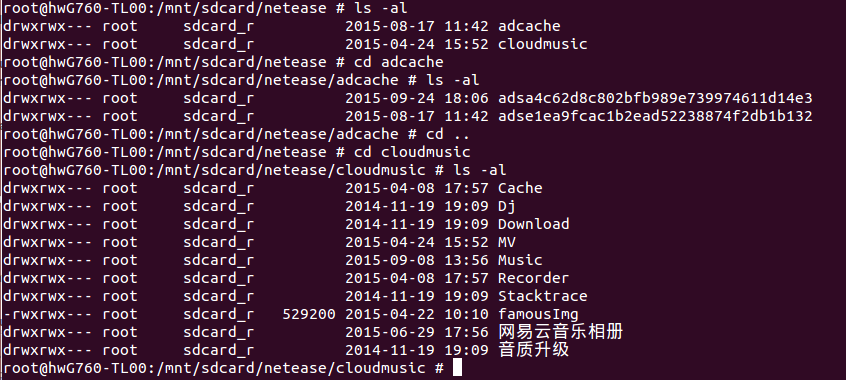 root@hwG760-TL00:/mnt/sdcard/netease # ls -al
drwxrwx--- root     sdcard_r          2015-08-17 11:42 adcache
drwxrwx--- root     sdcard_r          2015-04-24 15:52 cloudmusic
root@hwG760-TL00:/mnt/sdcard/netease # cd adcache
root@hwG760-TL00:/mnt/sdcard/netease/adcache # ls -al
drwxrwx--- root     sdcard_r          2015-09-24 18:06 adsa4c62d8c802bfb989e739974611d14e3
drwxrwx--- root     sdcard_r          2015-08-17 11:42 adse1ea9fcac1b2ead52238874f2db1b132
root@hwG760-TL00:/mnt/sdcard/netease/adcache # cd ..
root@hwG760-TL00:/mnt/sdcard/netease # cd cloudmusic
root@hwG760-TL00:/mnt/sdcard/netease/cloudmusic # ls -al
drwxrwx--- root     sdcard_r          2015-04-08 17:57 Cache
drwxrwx--- root     sdcard_r          2014-11-19 19:09 Dj
drwxrwx--- root     sdcard_r          2014-11-19 19:09 Download
drwxrwx--- root     sdcard_r          2015-04-24 15:52 MV
drwxrwx--- root     sdcard_r          2015-09-08 13:56 Music
drwxrwx--- root     sdcard_r          2015-04-08 17:57 Recorder
drwxrwx--- root     sdcard_r          2014-11-19 19:09 Stacktrace
-rwxrwx--- root     sdcard_r   529200 2015-04-22 10:10 famousImg
drwxrwx--- root     sdcard_r          2015-06-29 17:56 网易云音乐相册
drwxrwx--- root     sdcard_r          2014-11-19 19:09 音质升级
root@hwG760-TL00:/mnt/sdcard/netease/cloudmusic #